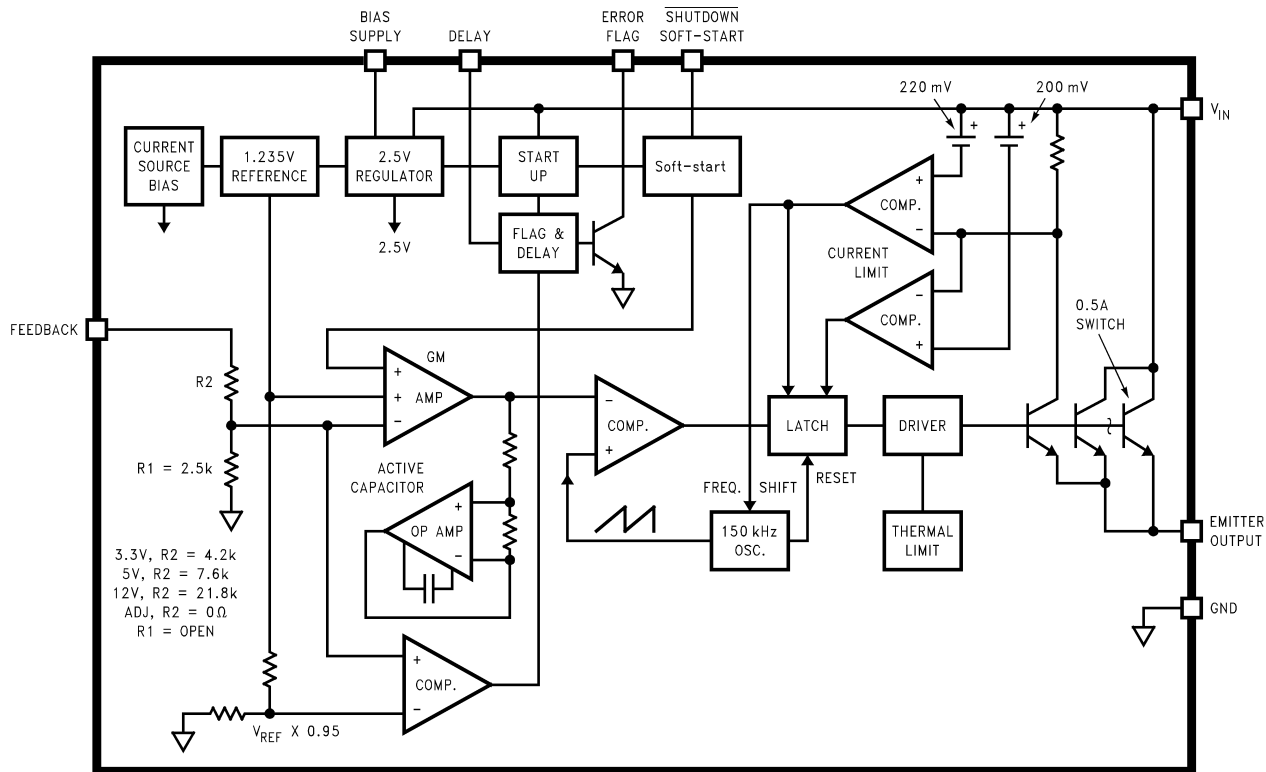 BIAS
SUPPLY
DELAY
ERROR
FLAG
SHUTDOWN
SOFT-START
220 mV
200 mV
VIN
CURRENT
SOURCE
BIAS
1.235V
REFERENCE
2.5V
REGULATOR
START
UP
Soft-start
+
+
+
COMP.
−
2.5V
FLAG &
DELAY
CURRENT
LIMIT
−
COMP.
+
0.5A
SWITCH
FEEDBACK
R2
GM
+
+
AMP
−
−
COMP.
+
LATCH
DRIVER
R1 = 2.5k
ACTIVE
CAPACITOR
+
OP AMP
−
FREQ. SHIFT
RESET
150 kHz
OSC.
THERMAL
LIMIT
EMITTER
OUTPUT
3.3V, R2 = 4.2k
5V, R2 = 7.6k
12V, R2 = 21.8k
ADJ, R2 = 0Ω
R1 = OPEN
GND
+
COMP.
−
VREF X 0.95